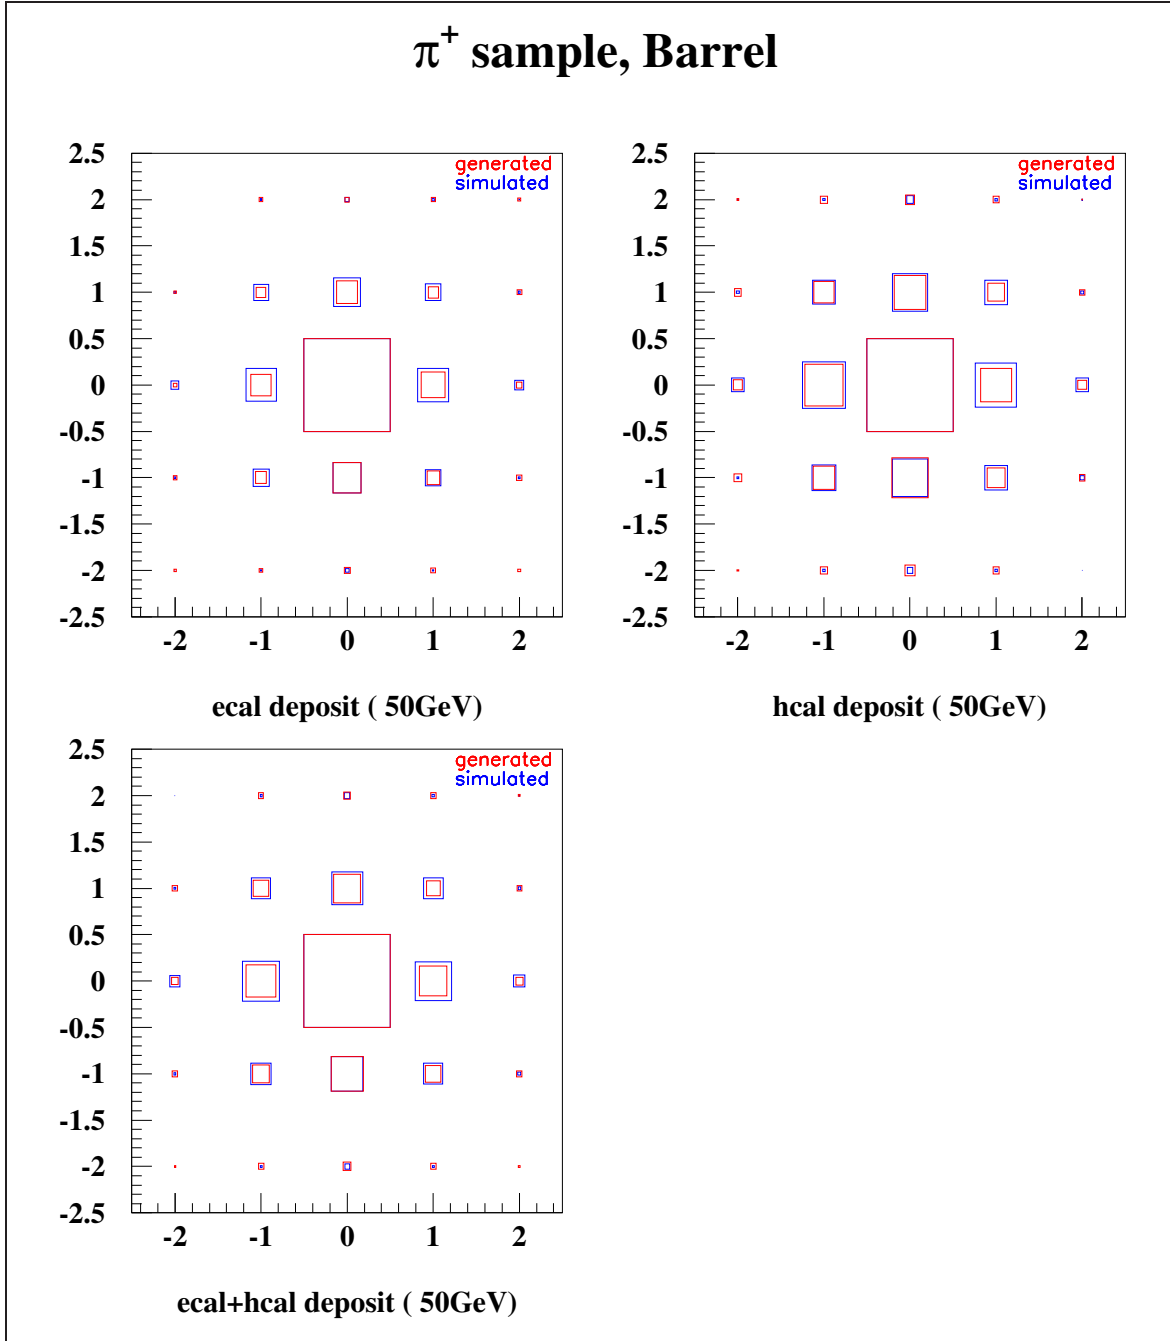 π+ sample, Barrel
generated
simulated
2.5
2
1.5
1
0.5
0
-0.5
-1
-1.5
-2
-2.5
-2 -1 0 1 2
ecal deposit ( 50GeV)
generated
simulated
2.5
2
1.5
1
0.5
0
-0.5
-1
-1.5
-2
-2.5
-2 -1 0 1 2
hcal deposit ( 50GeV)
generated
simulated
2.5
2
1.5
1
0.5
0
-0.5
-1
-1.5
-2
-2.5
-2 -1 0 1 2
ecal+hcal deposit ( 50GeV)